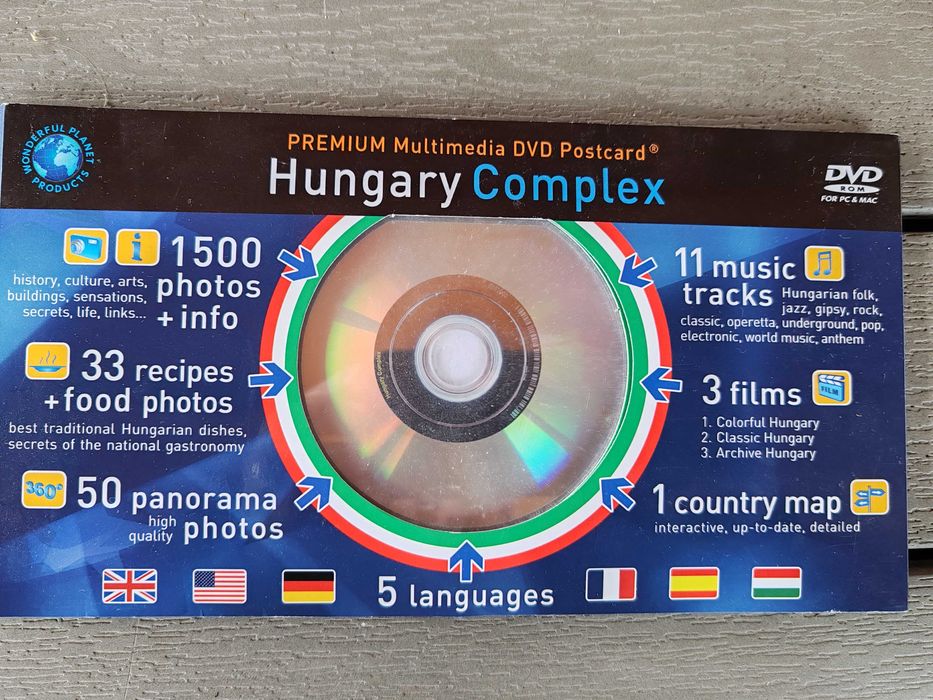 WONDERFUL PLANET
PRODUCTS
PREMIUM Multimedia DVD Postcard®
Hungary Complex
DVD
ROM
FOR PC & MAC
1500
photos
+ info
history, culture, arts,
buildings, sensations,
secrets, life, links...
33 recipes
+food photos
best traditional Hungarian dishes,
secrets of the national gastronomy
360°
50 panorama
high
quality
photos
11 music
tracks
Hungarian folk,
jazz, gipsy, rock,
classic, operetta, underground, pop,
electronic, world music, anthem
3 films
FILM
1. Colorful Hungary
2. Classic Hungary
3. Archive Hungary
1 country map
interactive, up-to-date, detailed
Hungary Complex
5 languages